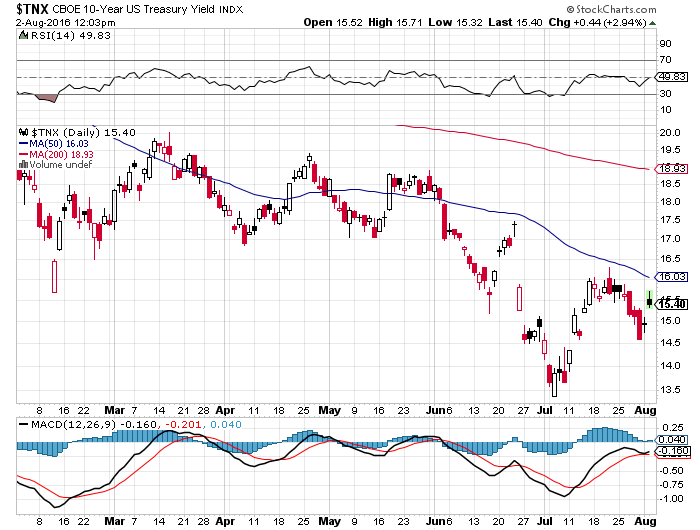 $TNX CBOE 10-Year US Treasury Yield INDX © StockCharts.com
2-Aug-2016 12:03pm Open 15.52 High 15.71 Low 15.32 Last 15.40 Chg +0.44 (+2.94%)
RSI(14) 49.83
90
70
49.83
30
10
$TNX (Daily) 15.40
MA(50) 16.03
MA(200) 18.93
Volume undef
20.0
19.5
18.93
18.5
18.0
17.5
17.0
16.5
16.03
15.5
15.40
15.0
14.5
14.0
13.5
8 16 22 Mar 7 14 21 28 Apr 11 18 25 May 9 16 23 Jun 6 13 20 27 Jul 11 18 25 Aug
MACD(12,26,9) -0.160, -0.201, 0.040
0.25
0.040
-0.160
-0.50
-0.75
-1.00
8 16 22 Mar 7 14 21 28 Apr 11 18 25 May 9 16 23 Jun 6 13 20 27 Jul 11 18 25 Aug